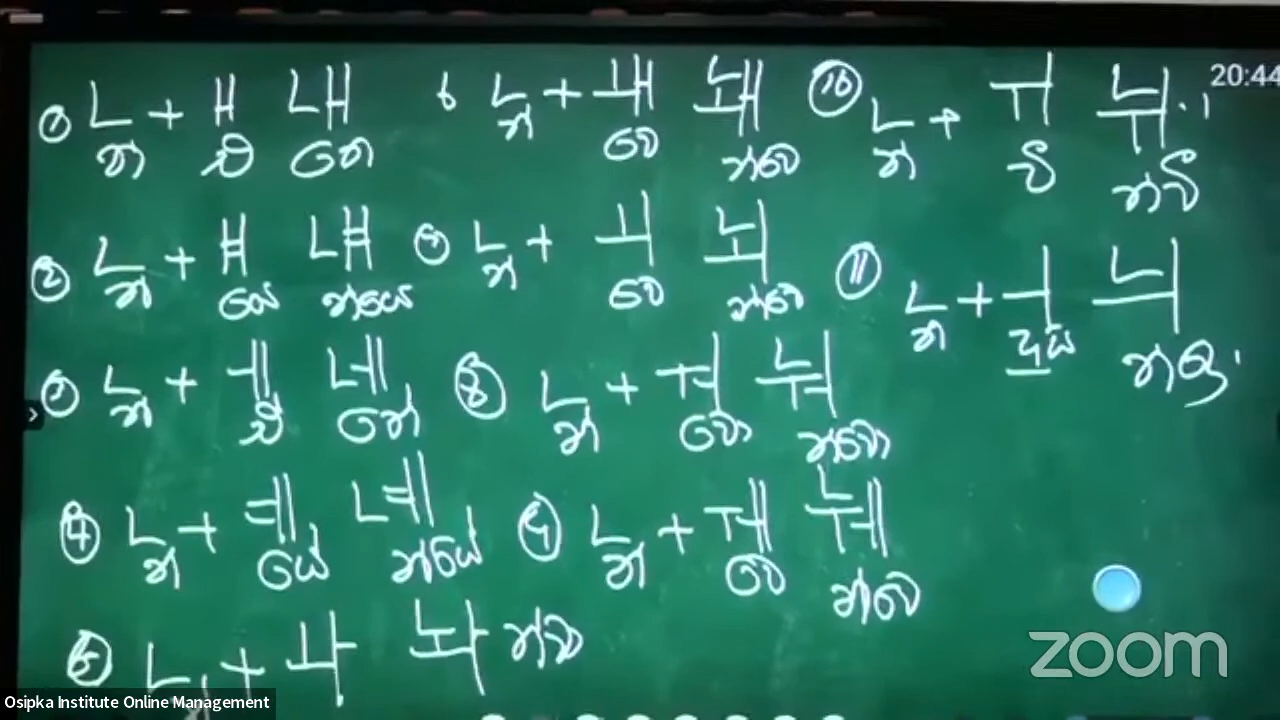 20:44
① ㄴ + ㅐ 내
න
② ㄴ + ㅒ 냬
න් යෙ න්යෙ
③ ㄴ + ㅔ 네
න්
④ ㄴ + ㅖ 녜
න් යේ න්යේ
⑤ ㄴ + ㅘ 놔 න්ව
6 ㄴ + ㅙ 놰
න් වෙ න්වෙ
⑦ ㄴ + ㅚ 뇌
න් වෙ න්වෙ
⑧ ㄴ + ㅝ 눠
න් වො න්වො
9 ㄴ + ㅞ 눼
න් වෙ න්වෙ
⑩ ㄴ + ㅟ 뉘
න් වි න්වි
⑪ ㄴ + ㅢ 늬
න්
zoom
Osipka Institute Online Management